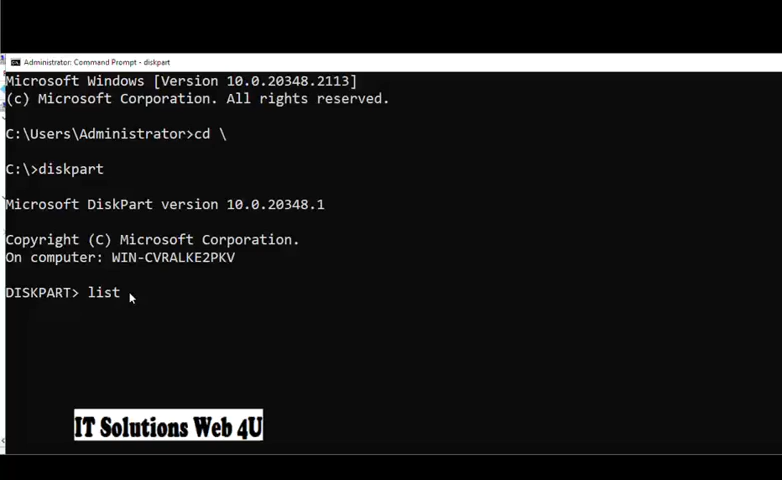 Administrator: Command Prompt - diskpart
Microsoft Windows [Version 10.0.20348.2113]
(c) Microsoft Corporation. All rights reserved.
C:\Users\Administrator>cd \
C:\>diskpart
Microsoft DiskPart version 10.0.20348.1
Copyright (C) Microsoft Corporation.
On computer: WIN-CVRALKE2PKV
DISKPART> list
IT Solutions Web 4U